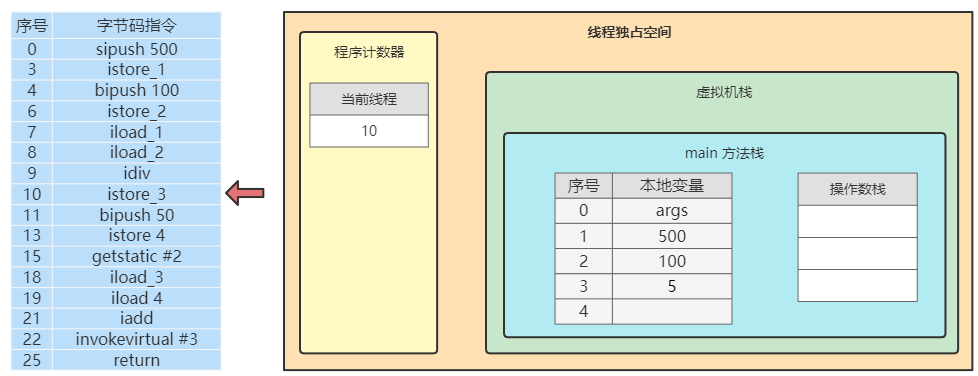 序号 字节码指令
0 sipush 500
3 istore_1
4 bipush 100
6 istore_2
7 iload_1
8 iload_2
9 idiv
10 istore_3
11 bipush 50
13 istore 4
15 getstatic #2
18 iload_3
19 iload 4
21 iadd
22 invokevirtual #3
25 return
线程独占空间
程序计数器
当前线程
10
虚拟机栈
main 方法栈
序号 本地变量
0 args
1 500
2 100
3 5
4
操作数栈